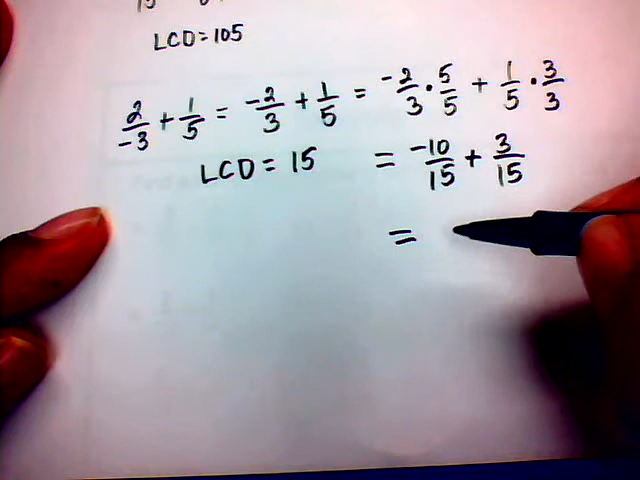 15
LCD=105
2/-3 + 1/5 = -2/3 + 1/5 = -2/3 · 5/5 + 1/5 · 3/3
LCD = 15 = -10/15 + 3/15
=